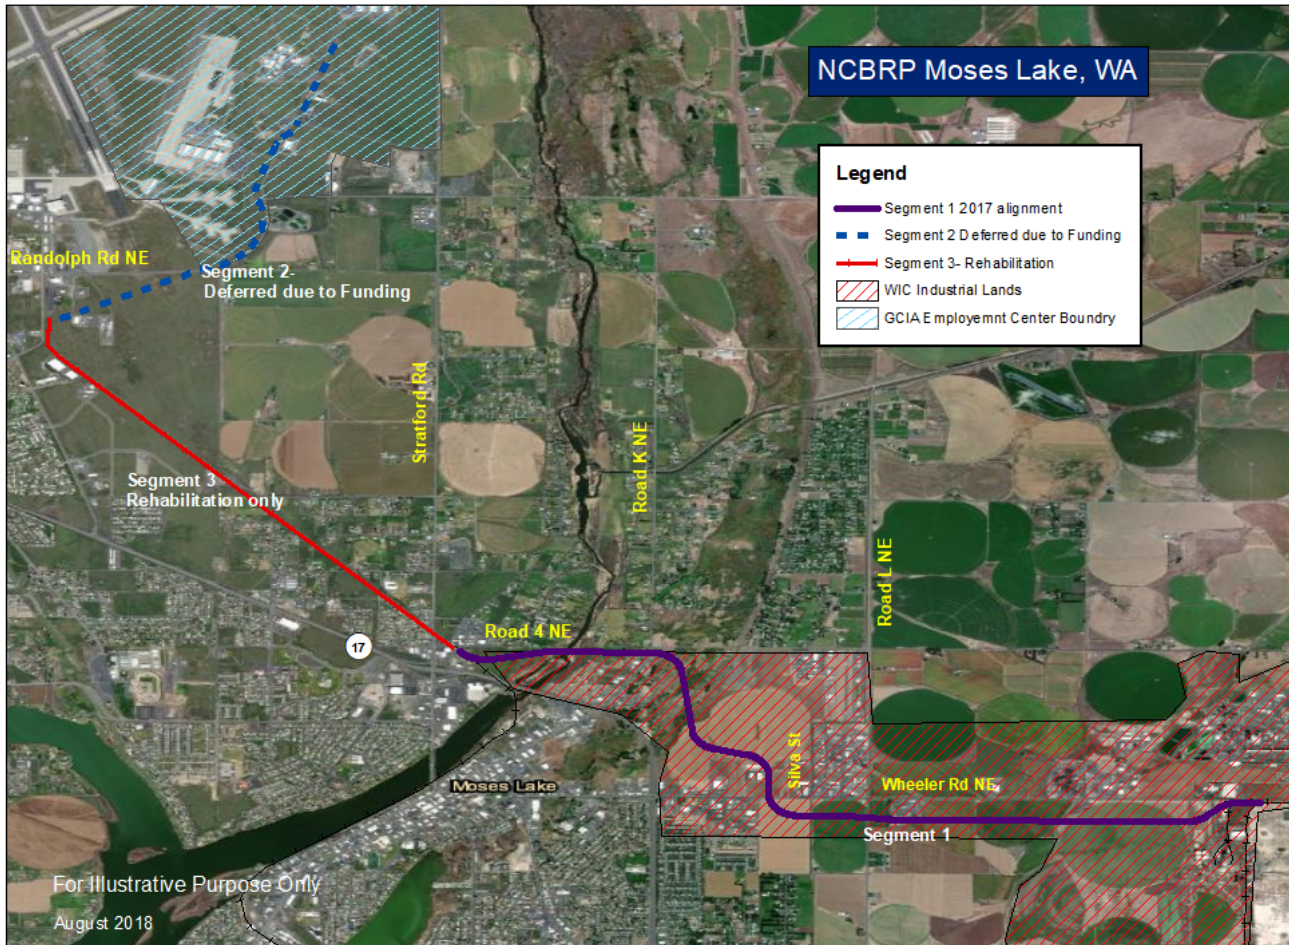 NCBRP Moses Lake, WA
Legend
Segment 1 2017 alignment
Segment 2 Deferred due to Funding
Segment 3- Rehabilitation
WIC Industrial Lands
GCIA Employemnt Center Boundry
Randolph Rd NE
Segment 2-
Deferred due to Funding
Stratford Rd
Road K NE
Segment 3
Rehabilitation only
Road L NE
Road 4 NE
17
Silva St
Wheeler Rd NE
Moses Lake
Segment 1
For Illustrative Purpose Only
August 2018